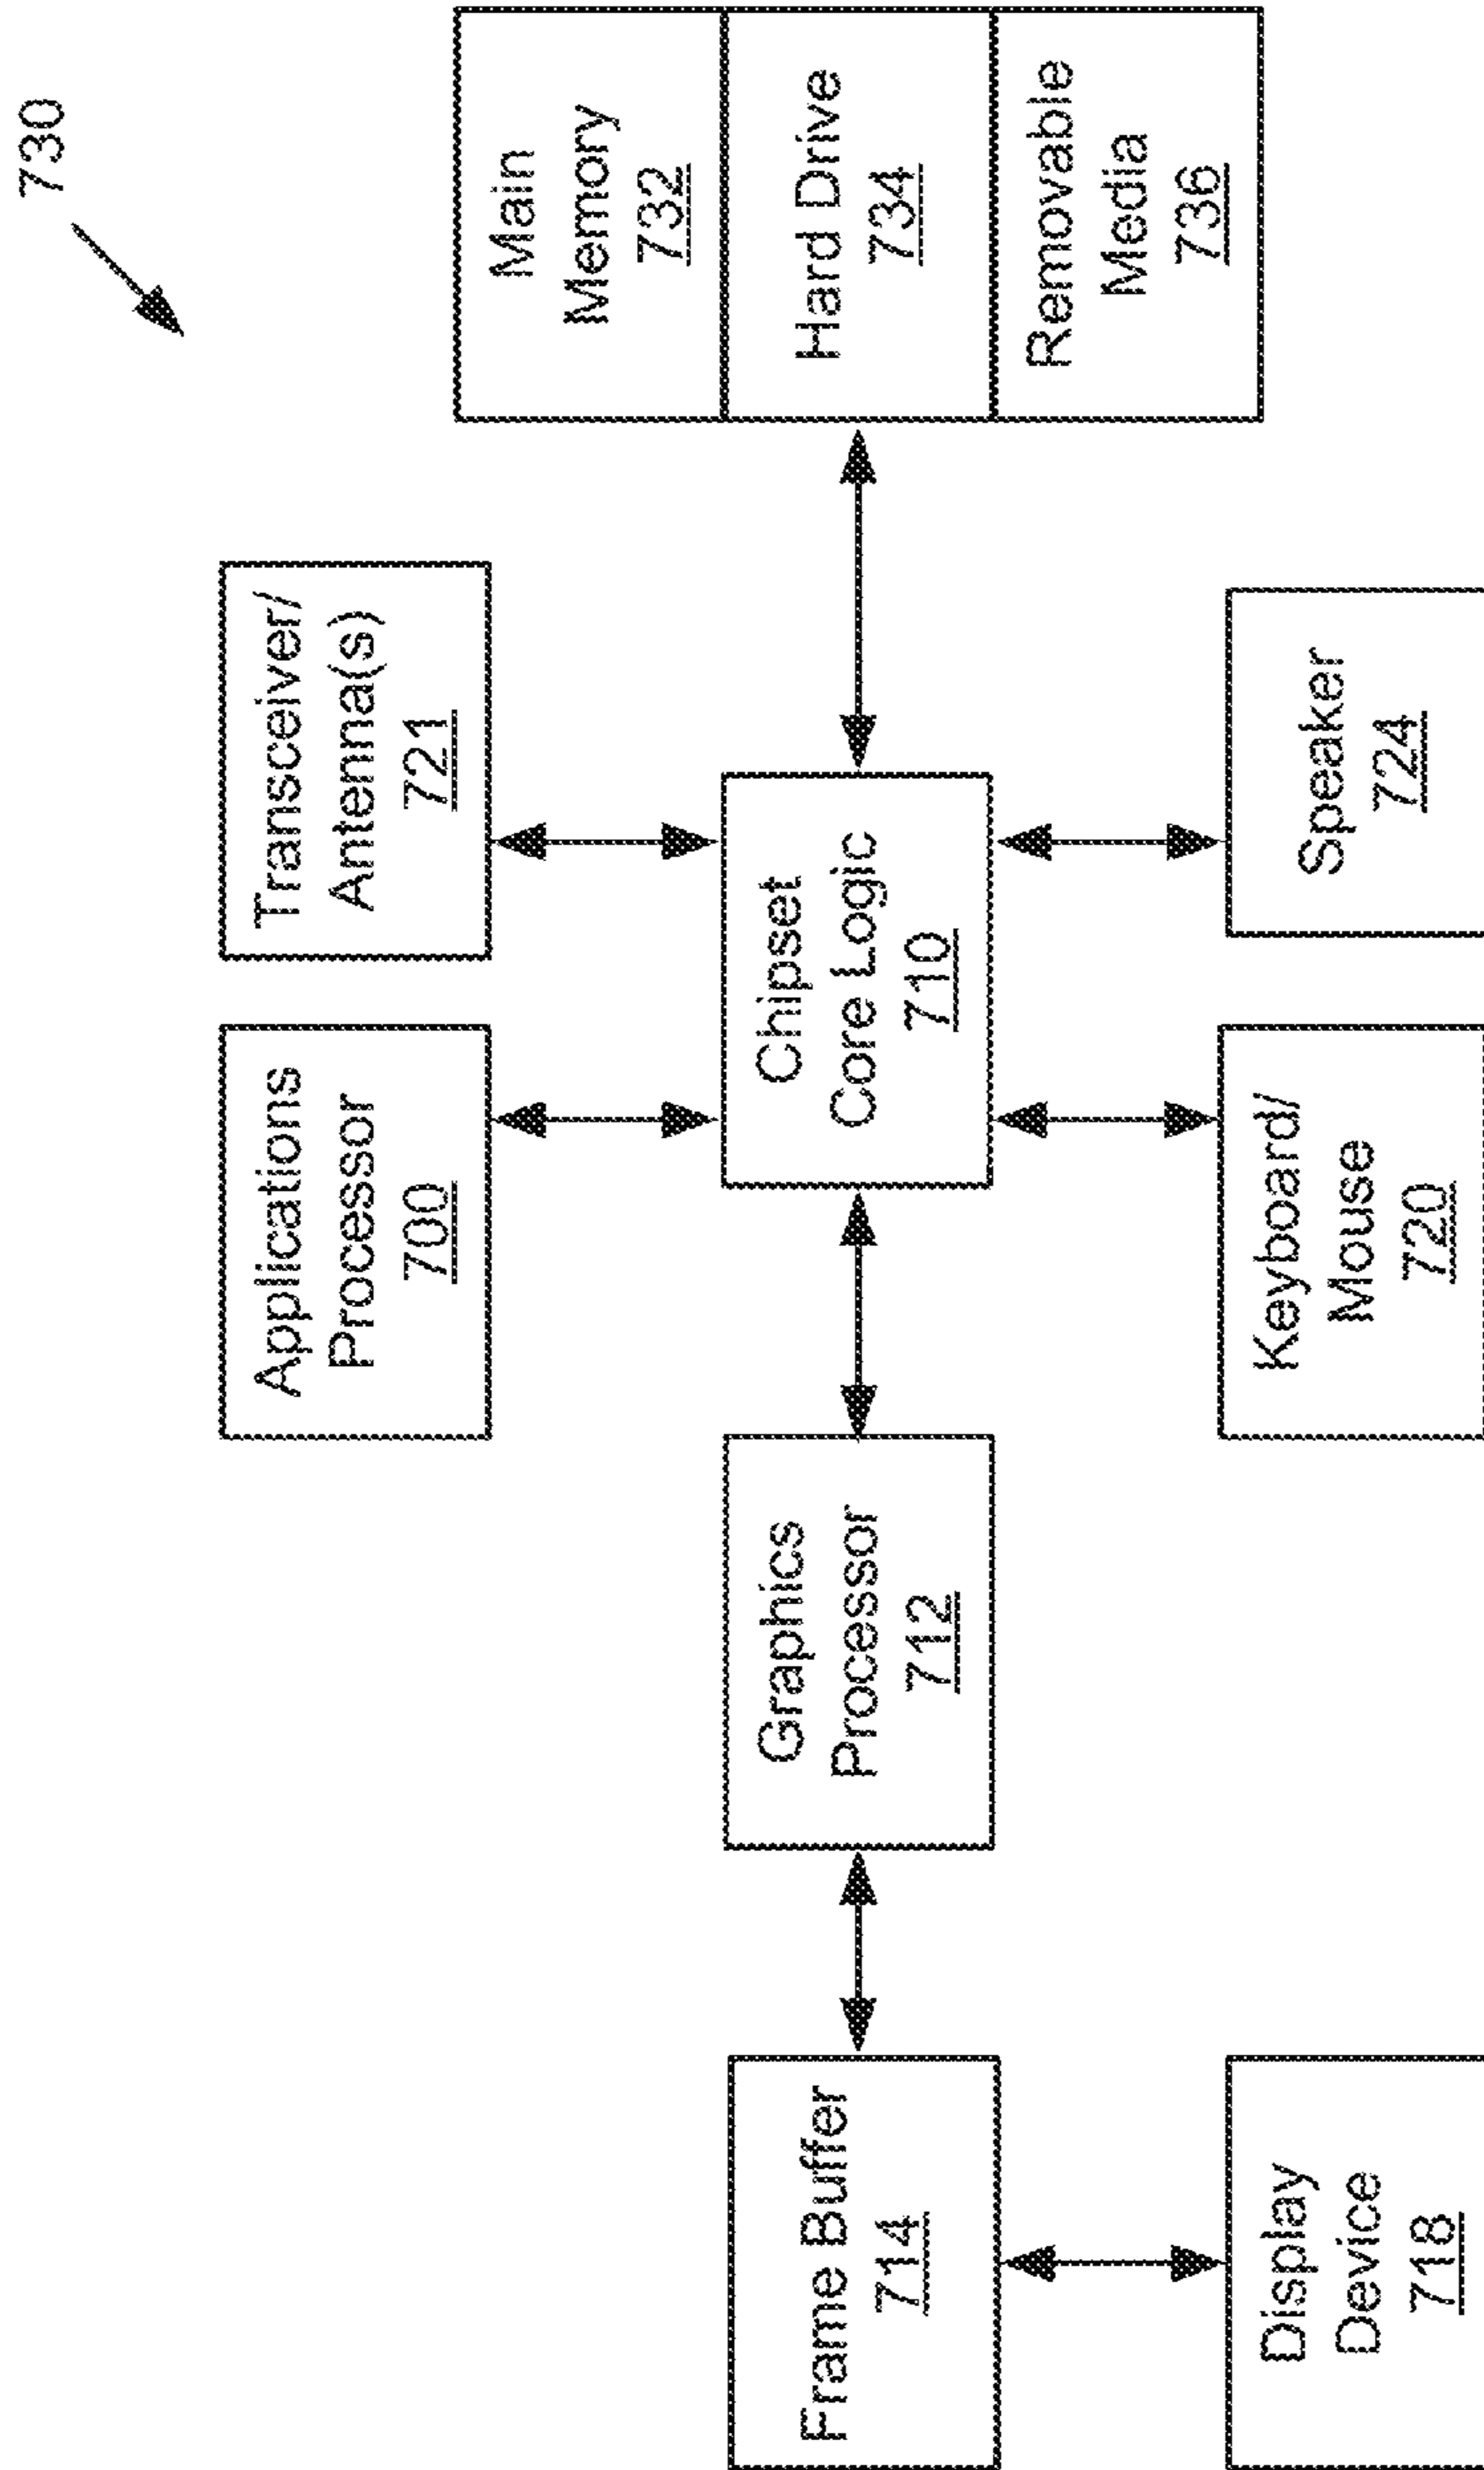 730
Applications
Processor
700
Transceiver/
Antenna(s)
721
Main
Memory
732
Hard Drive
734
Removable
Media
736
Frame Buffer
714
Graphics
Processor
712
Chipset
Core Logic
710
Display
Device
718
Keyboard/
Mouse
720
Speaker
724